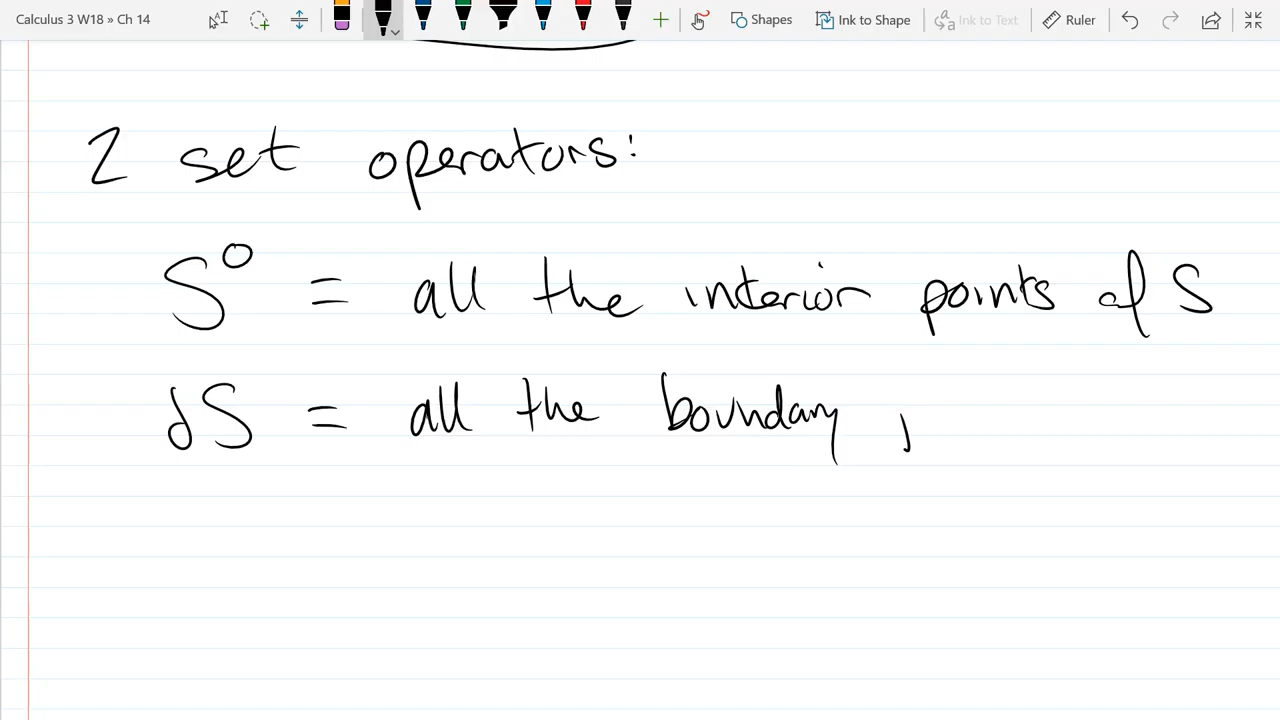 Calculus 3 W18 » Ch 14 Shapes Ink to Shape Ink to Text Ruler
2 set operators:
S° = all the interior points of S
∂S = all the boundary